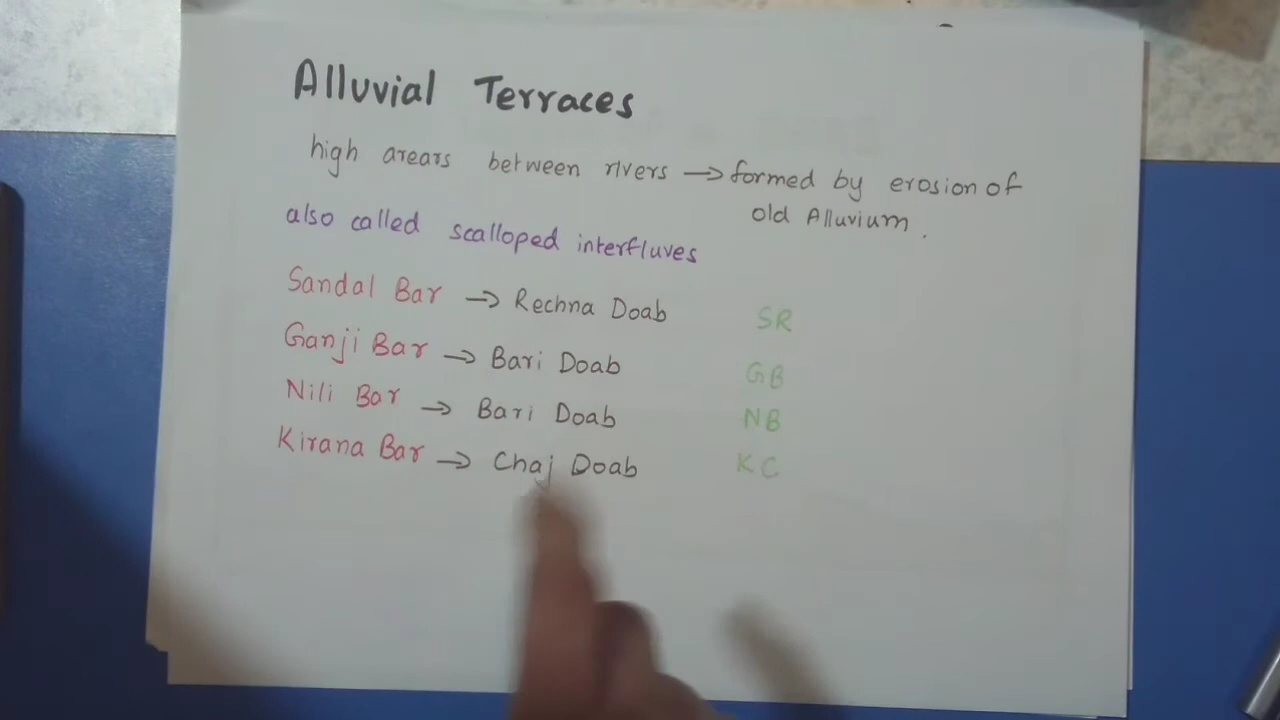 Alluvial Terraces
high arears between rivers → formed by erosion of
old Alluvium.
also called scalloped interfluves
Sandal Bar → Rechna Doab SR
Ganji Bar → Bari Doab GB
Nili Bar → Bari Doab NB
Kirana Bar → Chaj Doab KC